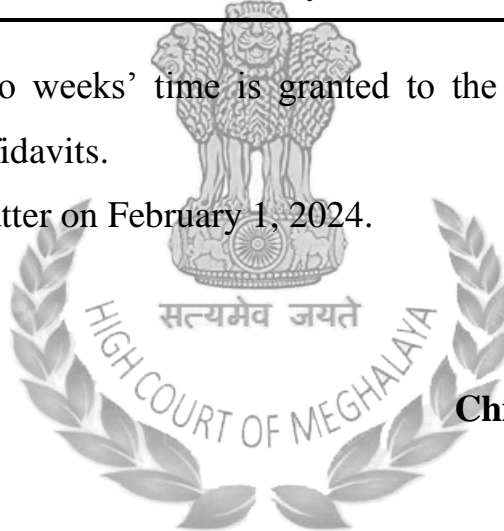 o weeks’ time is granted to the
fidavits.
tter on February 1, 2024.
सत्यमेव जयते
HIGH COURT OF MEGHALAYA
Chi